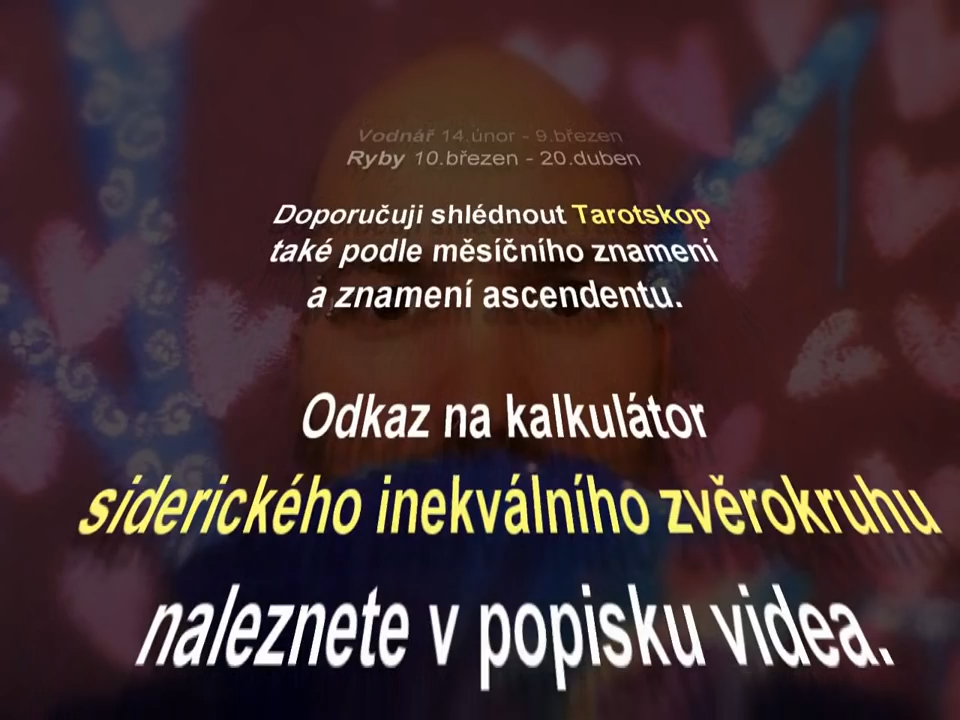 Vodnář 14.únor - 9.březen
Ryby 10.březen - 20.duben
Doporučuji shlédnout Tarotskop
také podle měsíčního znamení
a znamení ascendentu.
Odkaz na kalkulátor
siderického inekválního zvěrokruhu
naleznete v popisku videa.